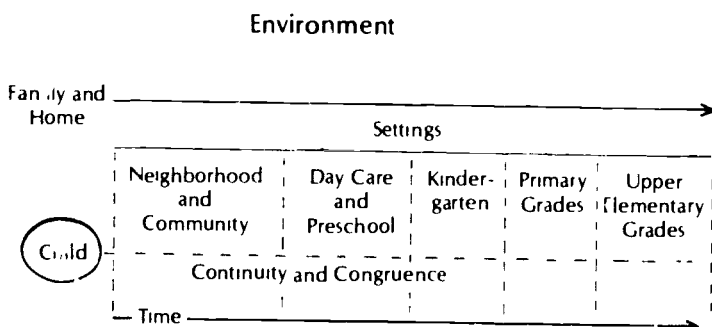 Environment
Family and
Home
Settings
Neighborhood
and
Community
Day Care
and
Preschool
Kinder-
garten
Primary
Grades
Upper
Elementary
Grades
Child
Continuity and Congruence
Time